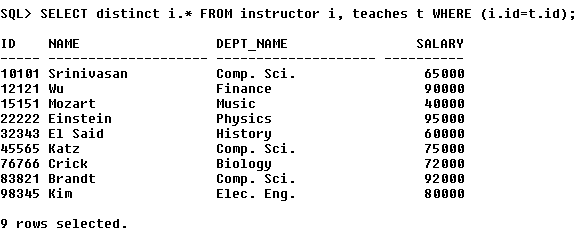 SQL> SELECT distinct i.* FROM instructor i, teaches t WHERE (i.id=t.id);
ID    NAME                 DEPT_NAME                SALARY
----- -------------------- -------------------- ----------
10101 Srinivasan           Comp. Sci.                65000
12121 Wu                   Finance                   90000
15151 Mozart               Music                     40000
22222 Einstein             Physics                   95000
32343 El Said              History                   60000
45565 Katz                 Comp. Sci.                75000
76766 Crick                Biology                   72000
83821 Brandt               Comp. Sci.                92000
98345 Kim                  Elec. Eng.                80000
9 rows selected.